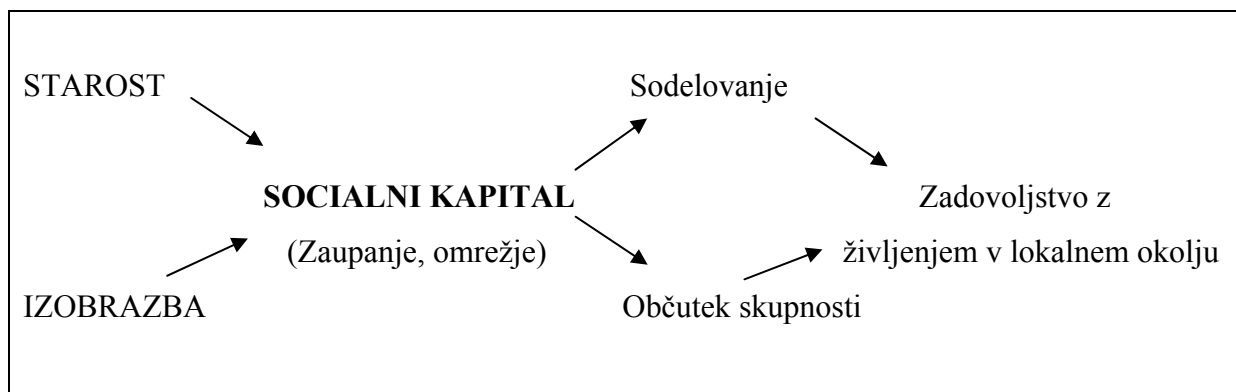 STAROST
Sodelovanje
SOCIALNI KAPITAL
(Zaupanje, omrežje)
Zadovoljstvo z
življenjem v lokalnem okolju
IZOBRAZBA
Občutek skupnosti